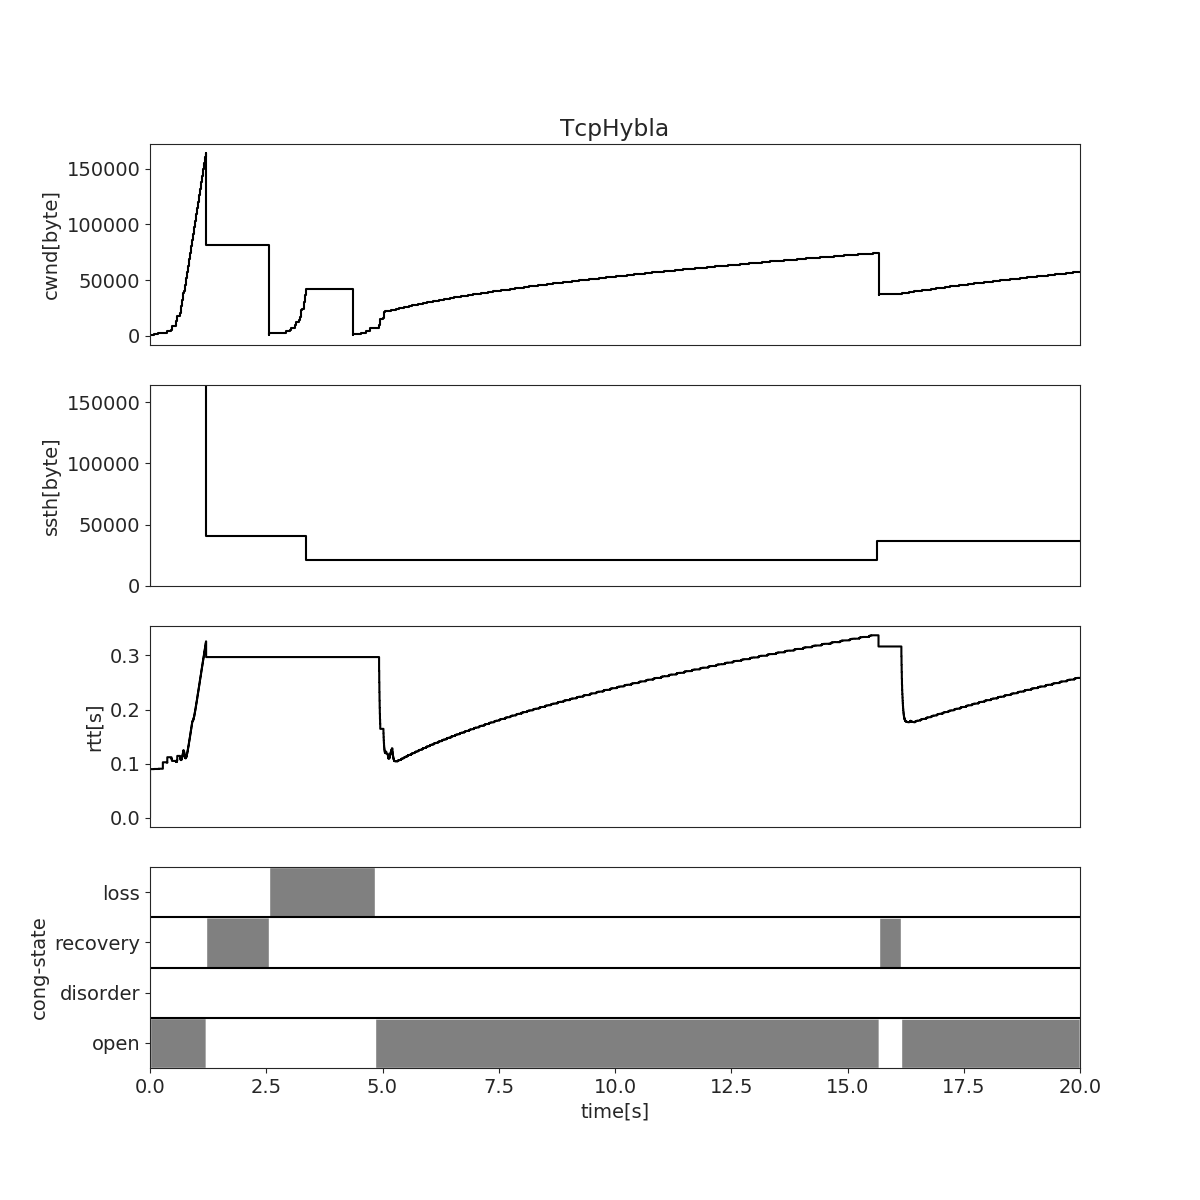 TcpHybla
cwnd[byte]
150000
100000
50000
0
ssth[byte]
150000
100000
50000
0
rtt[s]
0.3
0.2
0.1
0.0
cong-state
loss
recovery
disorder
open
0.0 2.5 5.0 7.5 10.0 12.5 15.0 17.5 20.0
time[s]